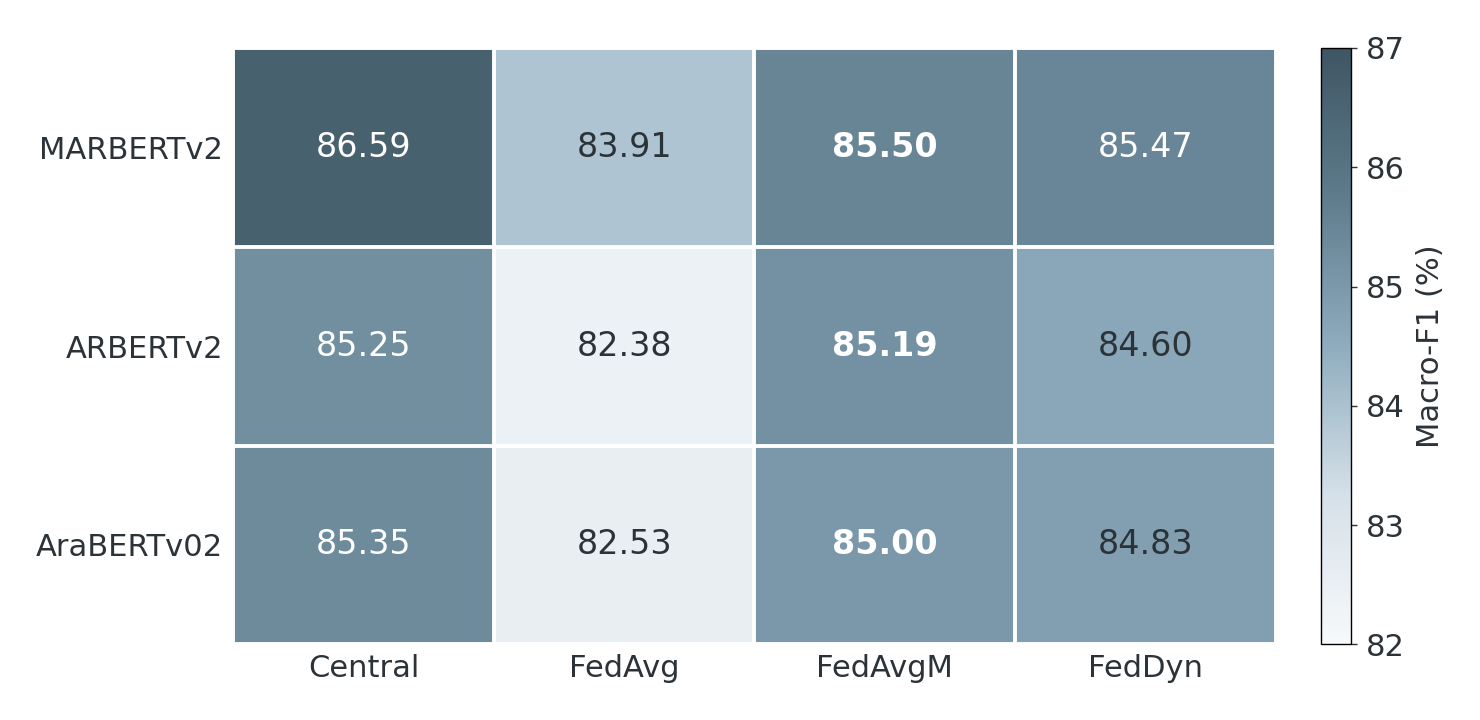 MARBERTv2 86.59 83.91 85.50 85.47
ARBERTv2 85.25 82.38 85.19 84.60
AraBERTv02 85.35 82.53 85.00 84.83
Central FedAvg FedAvgM FedDyn
87
86
85
84
83
82
Macro-F1 (%)